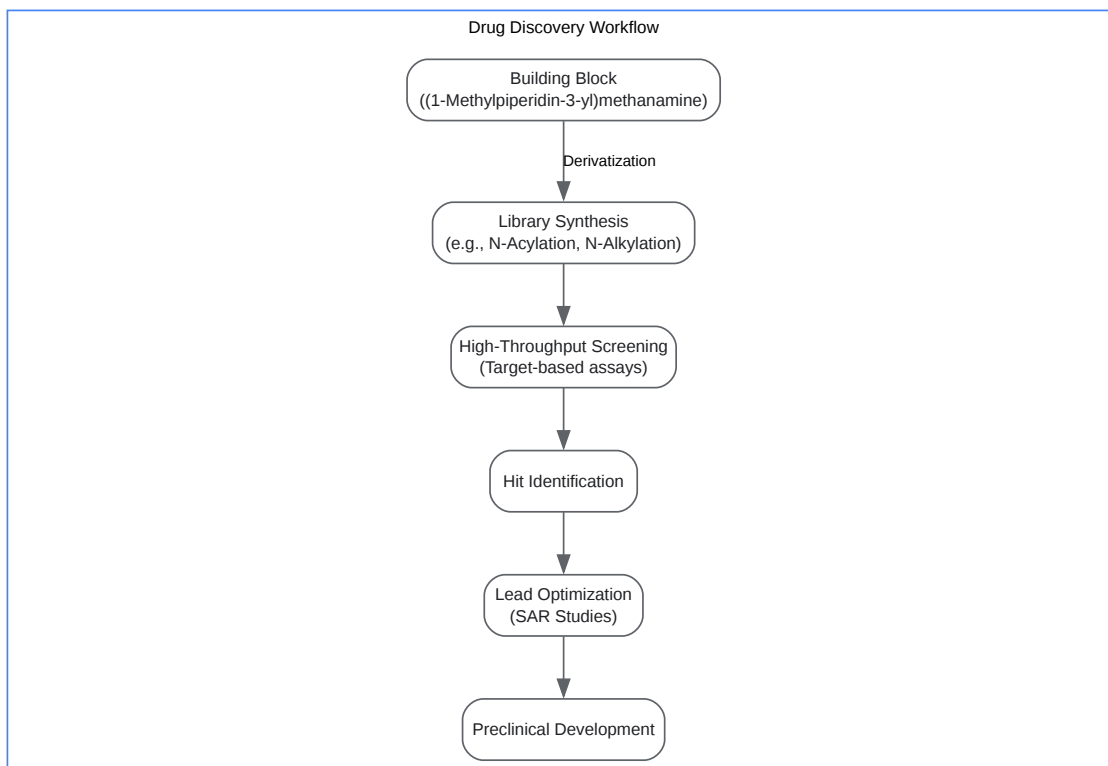 Drug Discovery Workflow
Building Block
((1-Methylpiperidin-3-yl)methanamine)
Derivatization
Library Synthesis
(e.g., N-Acylation, N-Alkylation)
High-Throughput Screening
(Target-based assays)
Hit Identification
Lead Optimization
(SAR Studies)
Preclinical Development